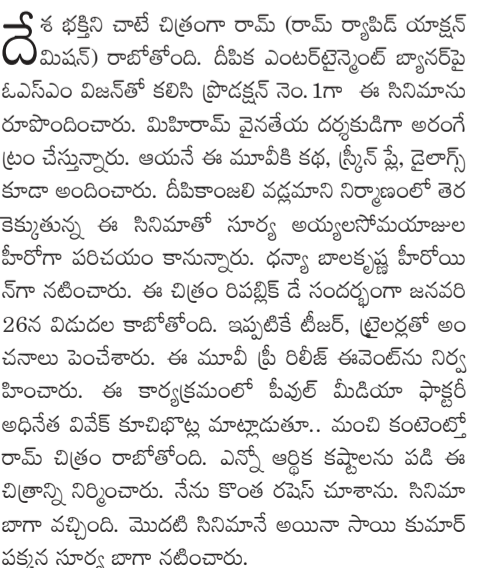 దేశ భక్తిని చాటే చిత్రంగా రామ్ (రామ్ ర్యాపిడ్ యాక్షన్
మిషన్) రాబోతోంది. దీపిక ఎంటర్‌టైన్మెంట్ బ్యానర్‌పై
ఓఎస్ఎం విజన్‌తో కలిసి ప్రొడక్షన్ నెం.1గా ఈ సినిమాను
రూపొందించారు. మిహిరామ్ వైనతేయ దర్శకుడిగా అరంగే
ట్రం చేస్తున్నారు. ఆయనే ఈ మూవీకి కథ, స్క్రీన్ ప్లే, డైలాగ్స్
కూడా అందించారు. దీపికాంజలి వడ్లమాని నిర్మాణంలో తెర
కెక్కుతున్న ఈ సినిమాతో సూర్య అయ్యలసోమయాజుల
హీరోగా పరిచయం కానున్నారు. ధన్యా బాలకృష్ణ హీరోయి
న్‌గా నటించారు. ఈ చిత్రం రిపబ్లిక్ డే సందర్భంగా జనవరి
26న విడుదల కాబోతోంది. ఇప్పటికే టీజర్, ట్రైలర్లతో అం
చనాలు పెంచేశారు. ఈ మూవీ ప్రీ రిలీజ్ ఈవెంట్‌ను నిర్వ
హించారు. ఈ కార్యక్రమంలో పీపుల్ మీడియా ఫ్యాక్టరీ
అధినేత వివేక్ కూచిభొట్ల మాట్లాడుతూ.. మంచి కంటెంట్తో
రామ్ చిత్రం రాబోతోంది. ఎన్నో ఆర్థిక కష్టాలను పడి ఈ
చిత్రాన్ని నిర్మించారు. నేను కొంత రషెస్ చూశాను. సినిమా
బాగా వచ్చింది. మొదటి సినిమానే అయినా సాయి కుమార్
పక్కన సూర్య బాగా నటించారు.